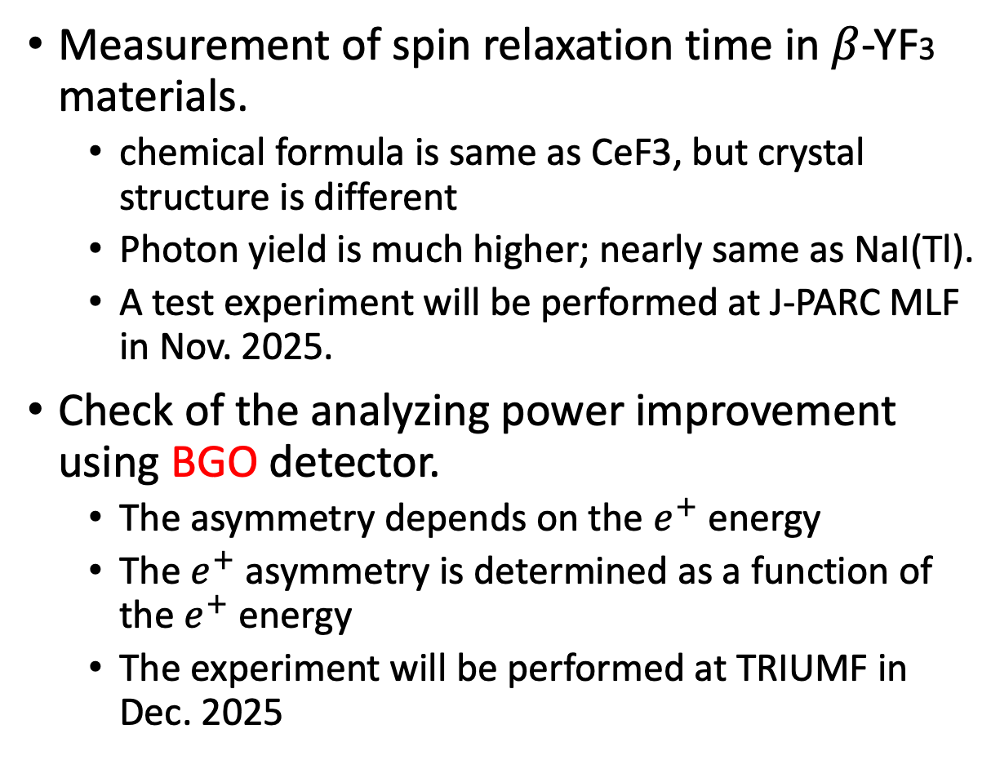 • Measurement of spin relaxation time in β-YF₃
materials.
• chemical formula is same as CeF3, but crystal
structure is different
• Photon yield is much higher; nearly same as NaI(Tl).
• A test experiment will be performed at J-PARC MLF
in Nov. 2025.
• Check of the analyzing power improvement
using BGO detector.
• The asymmetry depends on the e⁺ energy
• The e⁺ asymmetry is determined as a function of
the e⁺ energy
• The experiment will be performed at TRIUMF in
Dec. 2025